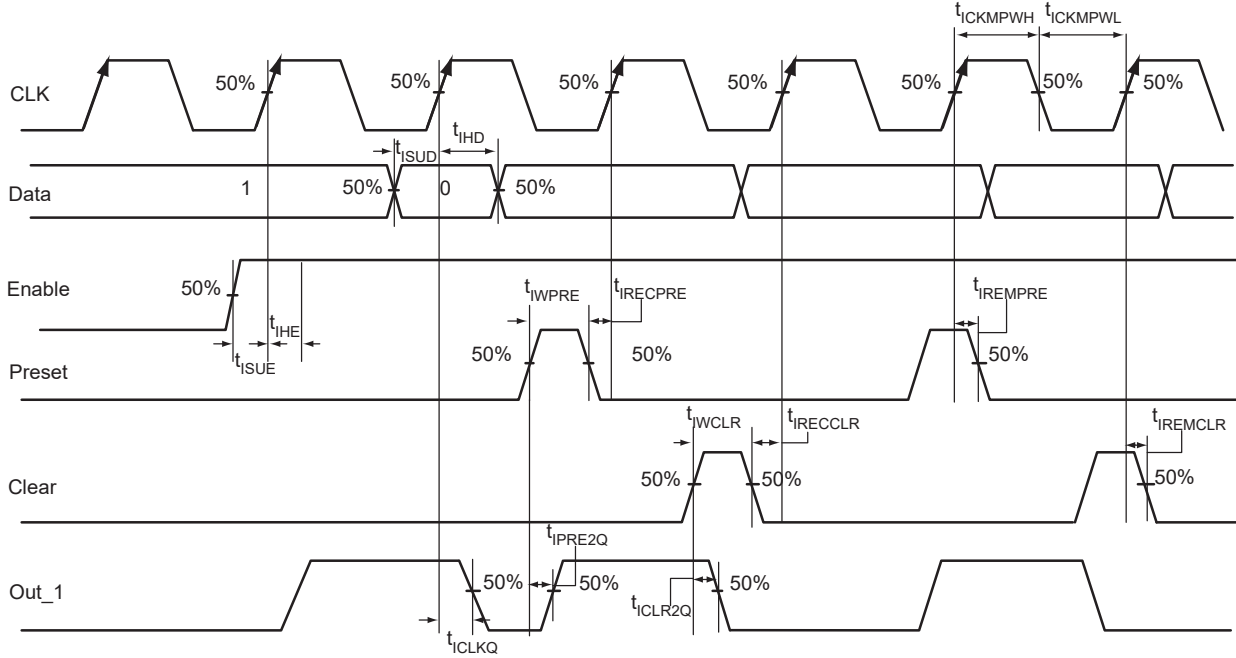 tICKMPWH tICKMPWL
CLK
50% 50% 50% 50% 50% 50% 50%
tISUD tIHD
Data
1 50% 0 50%
Enable
50%
tIHE
tISUE
tIWPRE tIRECPRE tIREMPRE
Preset
50% 50% 50%
tIWCLR tIRECCLR tIREMCLR
Clear
50% 50% 50%
tIPRE2Q
Out_1
50% 50% 50%
tICLR2Q
tICLKQ